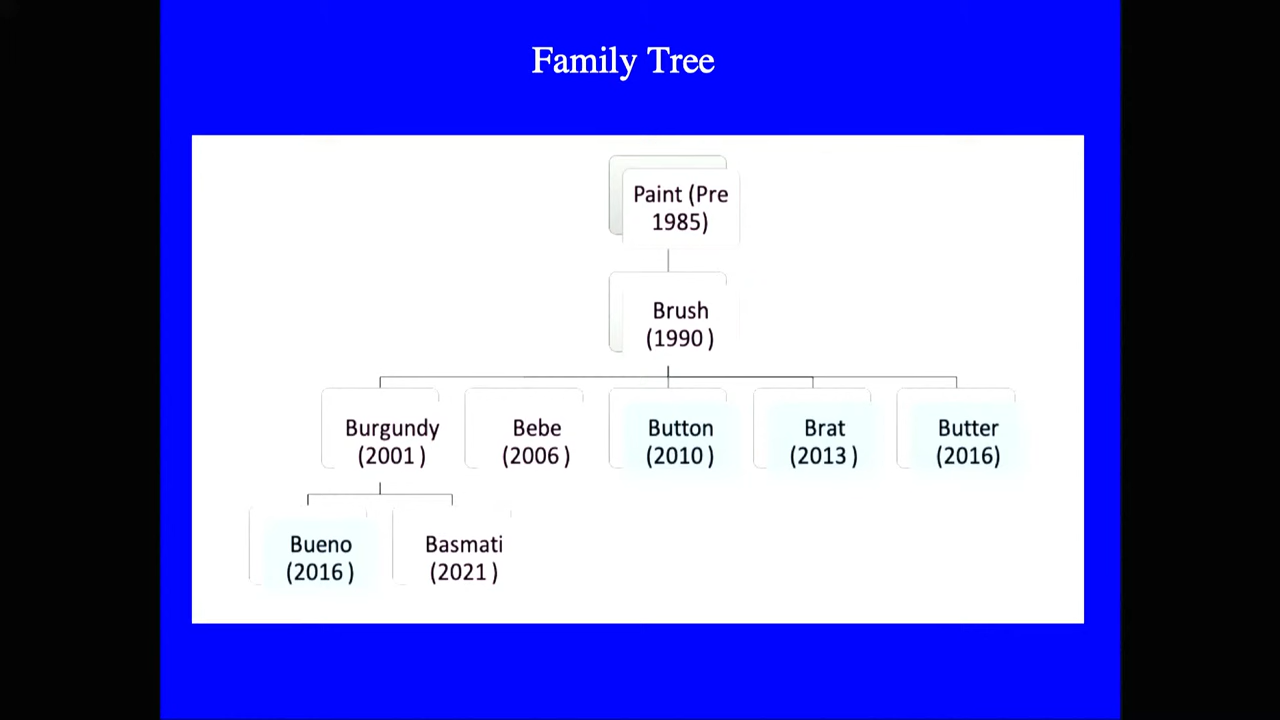 Family Tree
Paint (Pre
1985)
Brush
(1990 )
Burgundy
(2001 )
Bebe
(2006 )
Button
(2010 )
Brat
(2013 )
Butter
(2016)
Bueno
(2016 )
Basmati
(2021 )